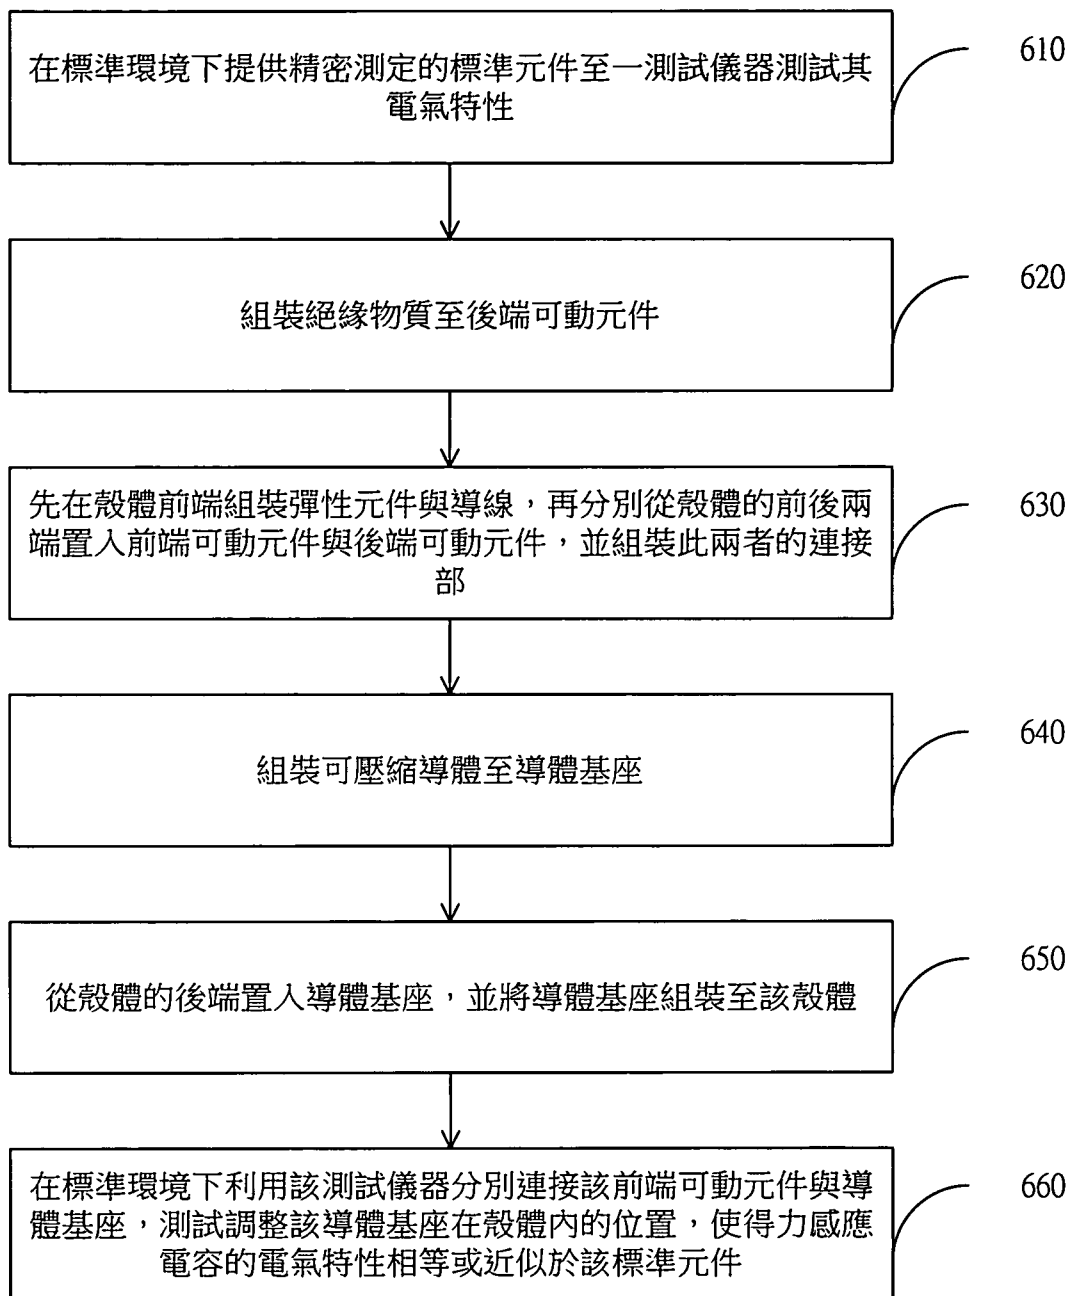 在標準環境下提供精密測定的標準元件至一測試儀器測試其
電氣特性
610
組裝絕緣物質至後端可動元件
620
先在殼體前端組裝彈性元件與導線，再分別從殼體的前後兩
端置入前端可動元件與後端可動元件，並組裝此兩者的連接
部
630
組裝可壓縮導體至導體基座
640
從殼體的後端置入導體基座，並將導體基座組裝至該殼體
650
在標準環境下利用該測試儀器分別連接該前端可動元件與導
體基座，測試調整該導體基座在殼體內的位置，使得力感應
電容的電氣特性相等或近似於該標準元件
660